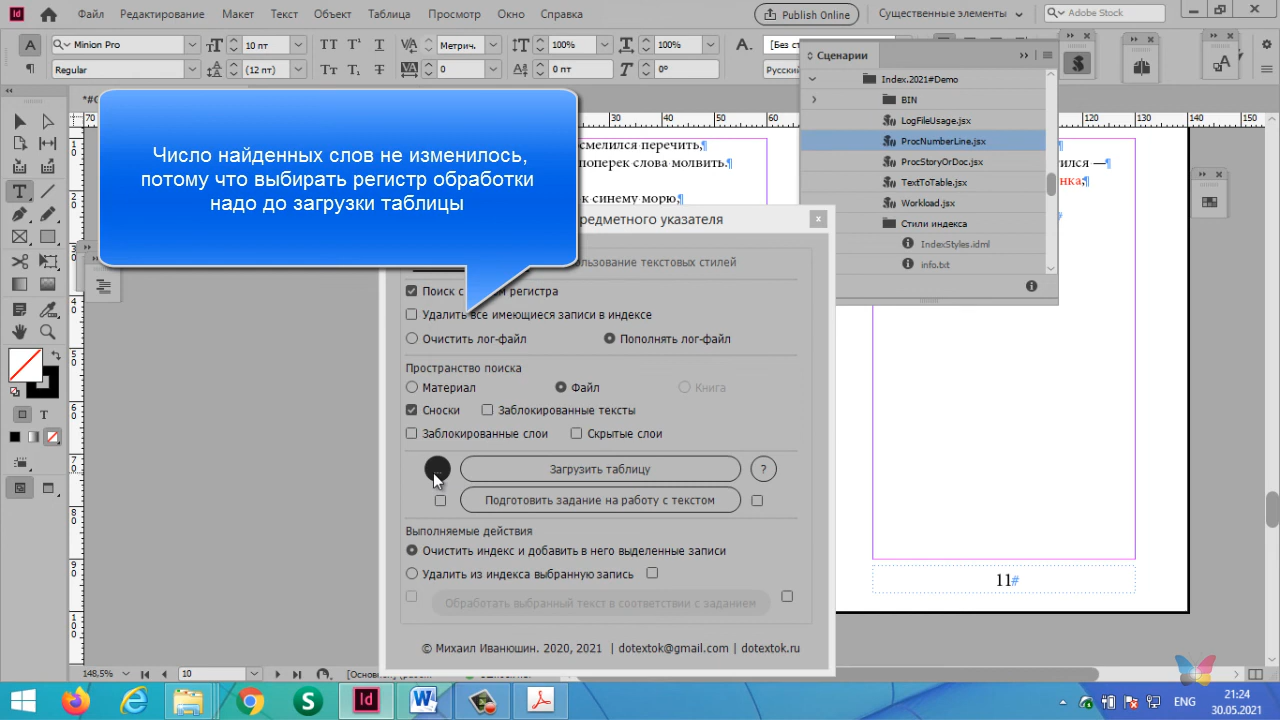 Файл
Редактирование
Макет
Текст
Объект
Таблица
Просмотр
Окно
Справка
Publish Online
Существенные элементы
Adobe Stock
Minion Pro
10 пт
Метрич.
100%
100%
[Без с
Regular
(12 пт)
0
0 пт
0°
Русский
Сценарии
Index.2021#Demo
BIN
LogFileUsage.jsx
ProcNumberLine.jsx
ProcStoryOrDoc.jsx
TextToTable.jsx
Workload.jsx
Стили индекса
IndexStyles.idml
info.txt
Число найденных слов не изменилось,
потому что выбирать регистр обработки
надо до загрузки таблицы
смелился перечить,¶
поперек слова молвить.¶
к синему морю,¶
ился —¶
нка;¶
редметного указателя
пользование текстовых стилей
Поиск с регистра
Удалить все имеющиеся записи в индексе
Очистить лог-файл
Пополнять лог-файл
Пространство поиска
Материал
Файл
Книга
Сноски
Заблокированные тексты
Заблокированные слои
Скрытые слои
...
Загрузить таблицу
?
Подготовить задание на работу с текстом
Выполняемые действия
Очистить индекс и добавить в него выделенные записи
Удалить из индекса выбранную запись
Обработать выбранный текст в соответствии с заданием
© Михаил Иванюшин. 2020, 2021 | dotextok@gmail.com | dotextok.ru
11#
148,5%
10
ENG
21:24
30.05.2021